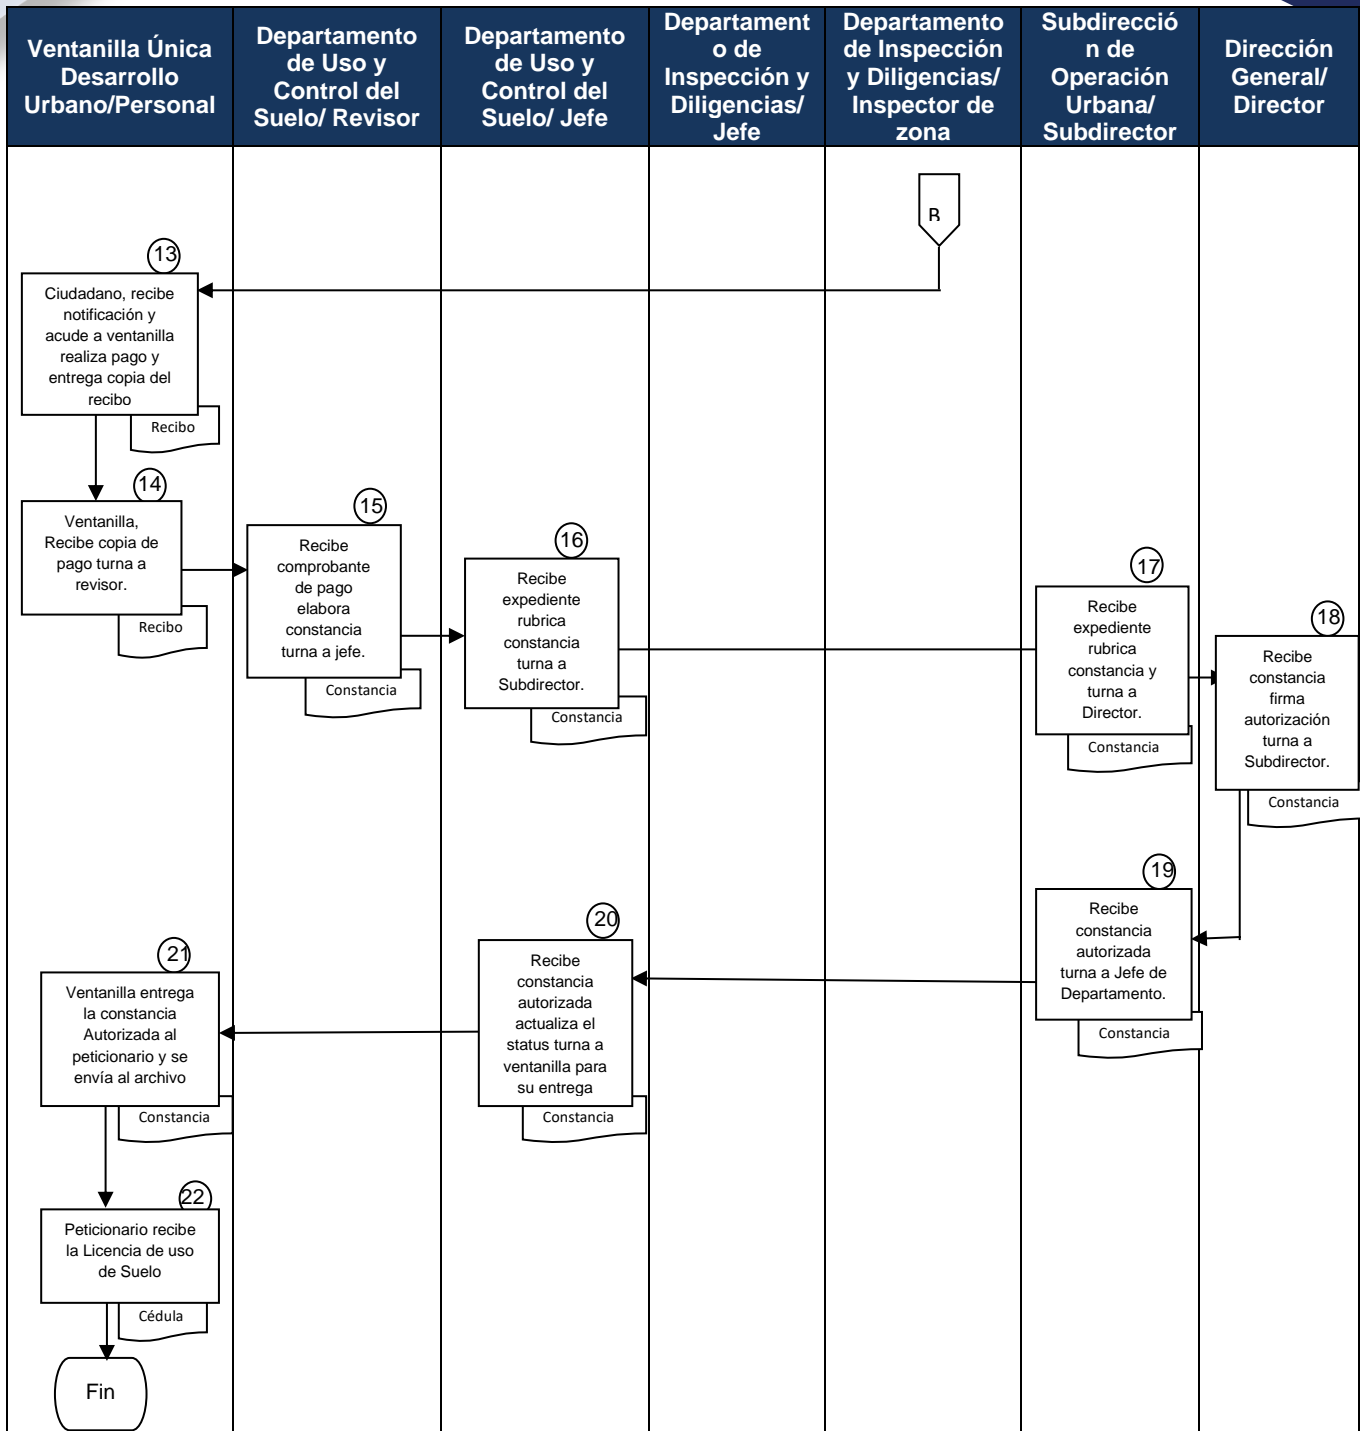 Ventanilla Única
Desarrollo
Urbano/Personal
Departamento
de Uso y
Control del
Suelo/ Revisor
Departamento
de Uso y
Control del
Suelo/ Jefe
Departament
o de
Inspección y
Diligencias/
Jefe
Departamento
de Inspección
y Diligencias/
Inspector de
zona
Subdirecció
n de
Operación
Urbana/
Subdirector
Dirección
General/
Director
B
13
Ciudadano, recibe
notificación y
acude a ventanilla
realiza pago y
entrega copia del
recibo
Recibo
14
Ventanilla,
Recibe copia de
pago turna a
revisor.
Recibo
15
Recibe
comprobante
de pago
elabora
constancia
turna a jefe.
Constancia
16
Recibe
expediente
rubrica
constancia
turna a
Subdirector.
Constancia
17
Recibe
expediente
rubrica
constancia y
turna a
Director.
Constancia
18
Recibe
constancia
firma
autorización
turna a
Subdirector.
Constancia
19
Recibe
constancia
autorizada
turna a Jefe de
Departamento.
Constancia
20
Recibe
constancia
autorizada
actualiza el
status turna a
ventanilla para
su entrega
Constancia
21
Ventanilla entrega
la constancia
Autorizada al
peticionario y se
envía al archivo
Constancia
22
Peticionario recibe
la Licencia de uso
de Suelo
Cédula
Fin